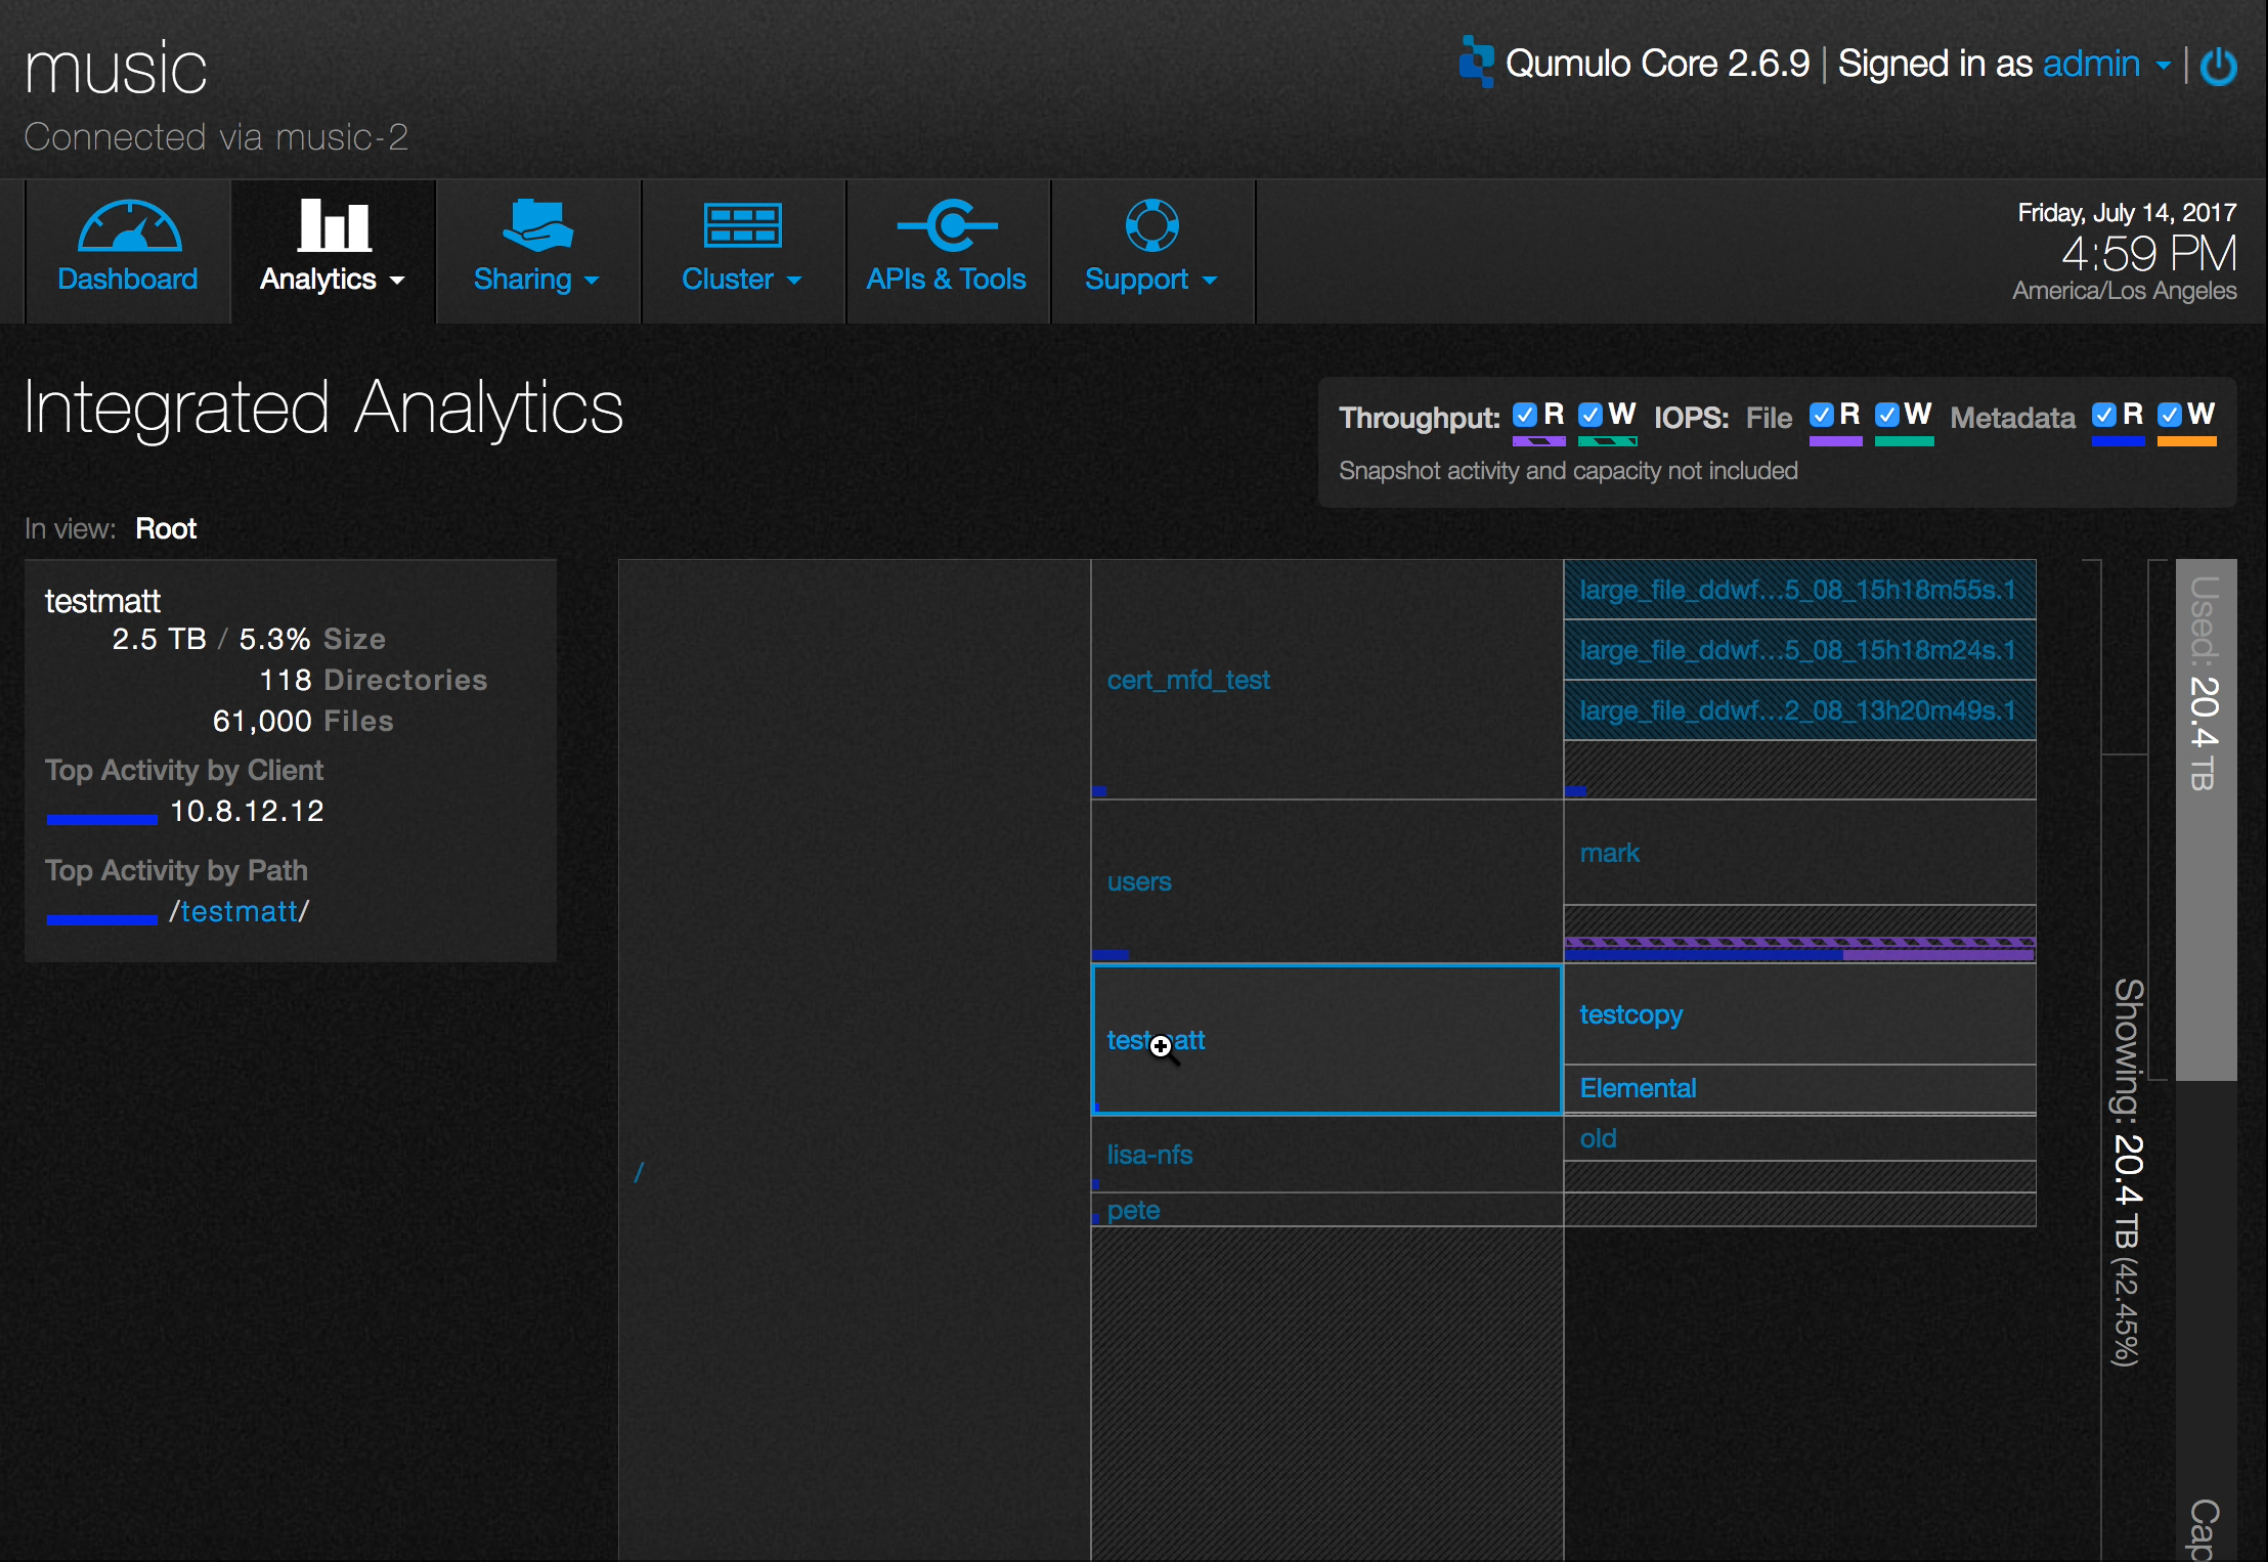 music
Connected via music-2
Qumulo Core 2.6.9 | Signed in as admin
Dashboard
Analytics
Sharing
Cluster
APIs & Tools
Support
Friday, July 14, 2017
4:59 PM
America/Los Angeles
Integrated Analytics
Throughput: R W IOPS: File R W Metadata R W
Snapshot activity and capacity not included
In view: Root
testmatt
2.5 TB / 5.3% Size
118 Directories
61,000 Files
Top Activity by Client
10.8.12.12
Top Activity by Path
/testmatt/
/
cert_mfd_test
users
testmatt
lisa-nfs
pete
large_file_ddwf...5_08_15h18m55s.1
large_file_ddwf...5_08_15h18m24s.1
large_file_ddwf...2_08_13h20m49s.1
mark
testcopy
Elemental
old
Showing: 20.4 TB (42.45%)
Used: 20.4 TB